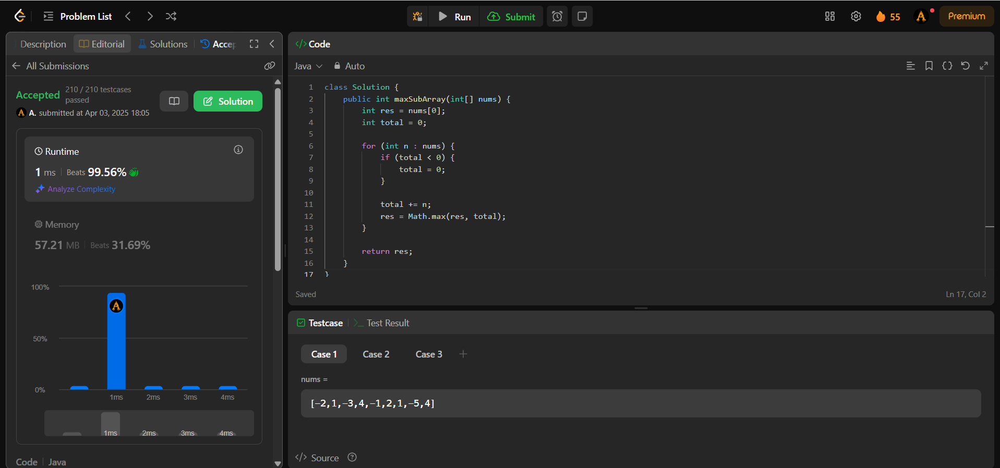 Problem List
Run
Submit
55
Premium
Description
Editorial
Solutions
Accep
All Submissions
Accepted
210 / 210 testcases
passed
A. submitted at Apr 03, 2025 18:05
Solution
Runtime
1 ms
Beats 99.56%
Analyze Complexity
Memory
57.21 MB
Beats 31.69%
100%
50%
0%
1ms 2ms 3ms 4ms
1ms 2ms 3ms 4ms
Code | Java
</> Code
Java
Auto
1 class Solution {
2 public int maxSubArray(int[] nums) {
3 int res = nums[0];
4 int total = 0;
5
6 for (int n : nums) {
7 if (total < 0) {
8 total = 0;
9 }
10
11 total += n;
12 res = Math.max(res, total);
13 }
14
15 return res;
16 }
17 }
Saved
Ln 17, Col 2
Testcase
Test Result
Case 1
Case 2
Case 3
nums =
[-2,1,-3,4,-1,2,1,-5,4]
</> Source